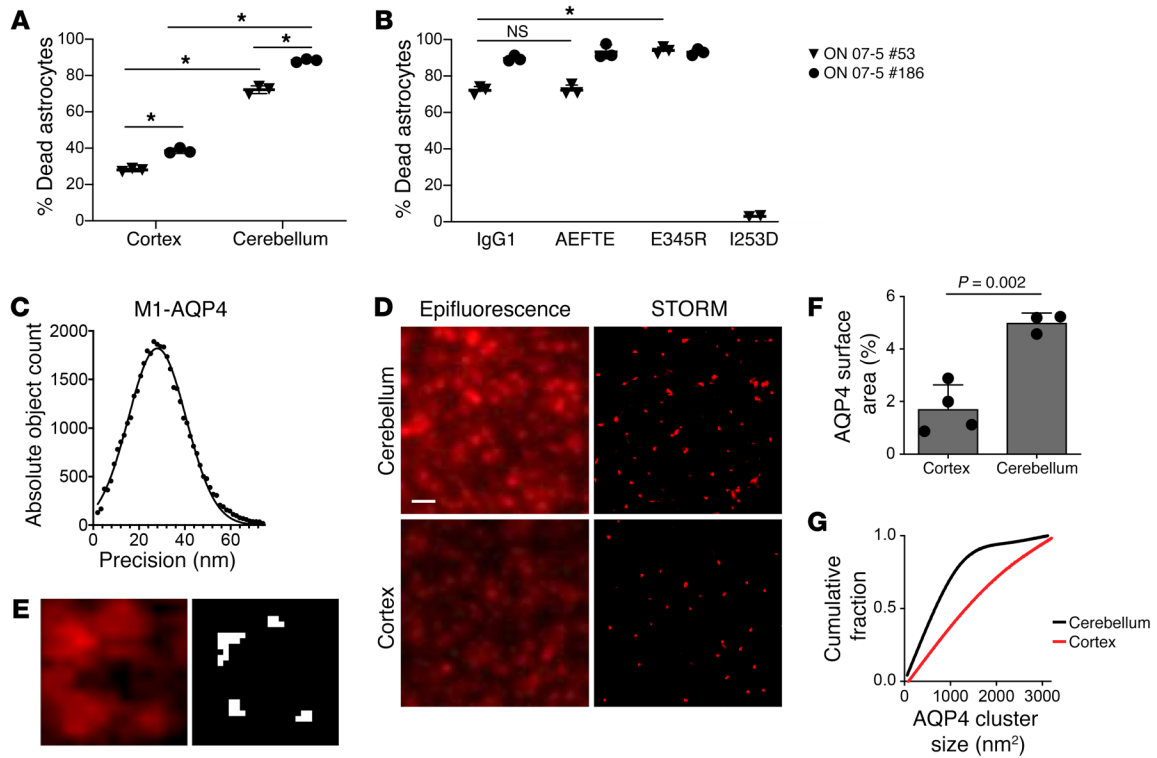 A
% Dead astrocytes
100
80
60
40
20
0
*
*
*
*
Cortex
Cerebellum
B
% Dead astrocytes
100
80
60
40
20
0
*
NS
IgG1
AEFTE
E345R
I253D
ON 07-5 #53
ON 07-5 #186
C
M1-AQP4
Absolute object count
2000
1500
1000
500
0
0
20
40
60
Precision (nm)
D
Epifluorescence
STORM
Cerebellum
Cortex
E
F
P = 0.002
AQP4 surface
area (%)
6
4
2
0
Cortex
Cerebellum
G
Cumulative
fraction
1.0
0.5
0.0
0
1000
2000
3000
AQP4 cluster
size (nm²)
Cerebellum
Cortex